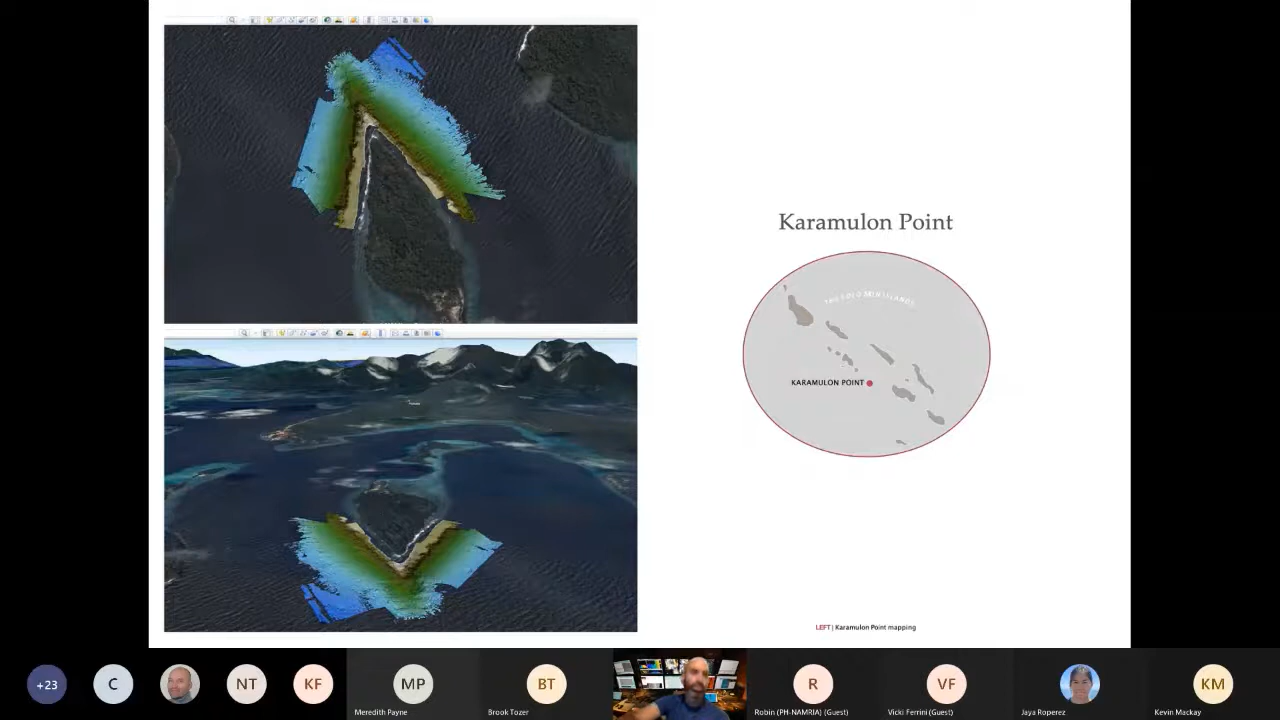 Karamulon Point
THE SOLOMON ISLANDS
KARAMULON POINT
LEFT | Karamulon Point mapping
+23
C
NT
KF
MP
Meredith Payne
BT
Brook Tozer
R
Robin (PH-NAMRIA) (Guest)
VF
Vicki Ferrini (Guest)
Jaya Roperez
KM
Kevin Mackay